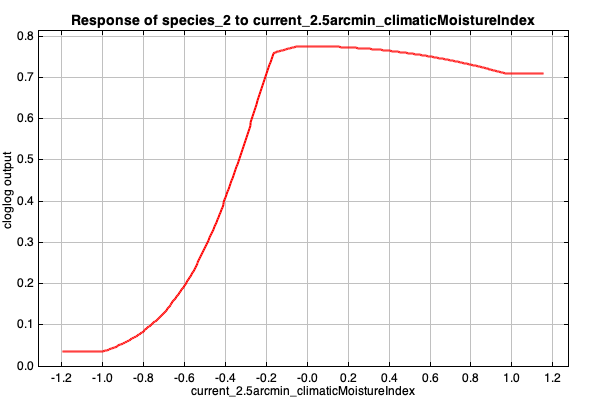 Response of species_2 to current_2.5arcmin_climaticMoistureIndex
0.8
0.7
0.6
0.5
0.4
0.3
0.2
0.1
0.0
cloglog output
-1.2 -1.0 -0.8 -0.6 -0.4 -0.2 -0.0 0.2 0.4 0.6 0.8 1.0 1.2
current_2.5arcmin_climaticMoistureIndex